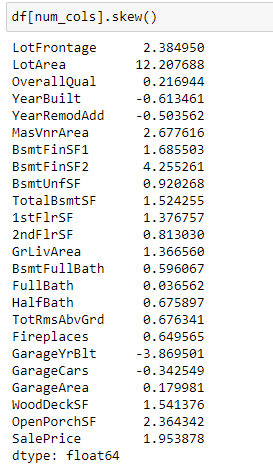 df[num_cols].skew()
LotFrontage 2.384950
LotArea 12.207688
OverallQual 0.216944
YearBuilt -0.613461
YearRemodAdd -0.503562
MasVnrArea 2.677616
BsmtFinSF1 1.685503
BsmtFinSF2 4.255261
BsmtUnfSF 0.920268
TotalBsmtSF 1.524255
1stFlrSF 1.376757
2ndFlrSF 0.813030
GrLivArea 1.366560
BsmtFullBath 0.596067
FullBath 0.036562
HalfBath 0.675897
TotRmsAbvGrd 0.676341
Fireplaces 0.649565
GarageYrBlt -3.869501
GarageCars -0.342549
GarageArea 0.179981
WoodDeckSF 1.541376
OpenPorchSF 2.364342
SalePrice 1.953878
dtype: float64